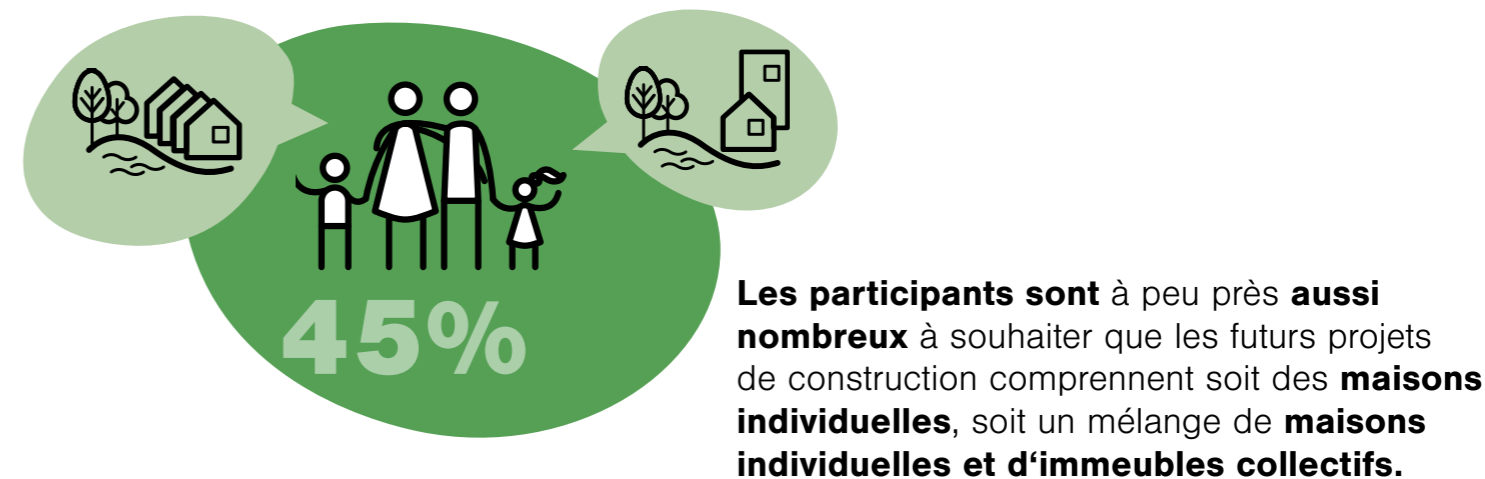 45%
Les participants sont à peu près aussi
nombreux à souhaiter que les futurs projets
de construction comprennent soit des maisons
individuelles, soit un mélange de maisons
individuelles et d‘immeubles collectifs.